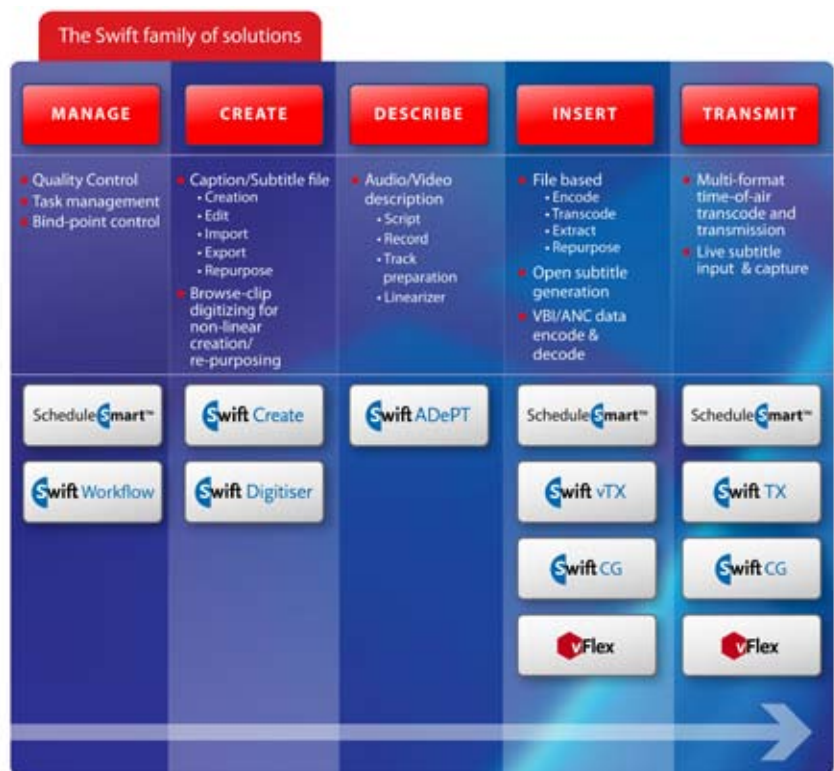 The Swift family of solutions
MANAGE
• Quality Control
• Task management
• Bind-point control
ScheduleSmart™
Swift Workflow
CREATE
• Caption/Subtitle file
• Creation
• Edit
• Import
• Export
• Repurpose
• Browse-clip
digitizing for
non-linear
creation/
re-purposing
Swift Create
Swift Digitiser
DESCRIBE
• Audio/Video
description
• Script
• Record
• Track
preparation
• Linearizer
Swift ADePT
INSERT
• File based
• Encode
• Transcode
• Extract
• Repurpose
• Open subtitle
generation
• VBI/ANC data
encode &
decode
ScheduleSmart™
Swift vTX
Swift CG
vFlex
TRANSMIT
• Multi-format
time-of-air
transcode and
transmission
• Live subtitle
input & capture
ScheduleSmart™
Swift TX
Swift CG
vFlex